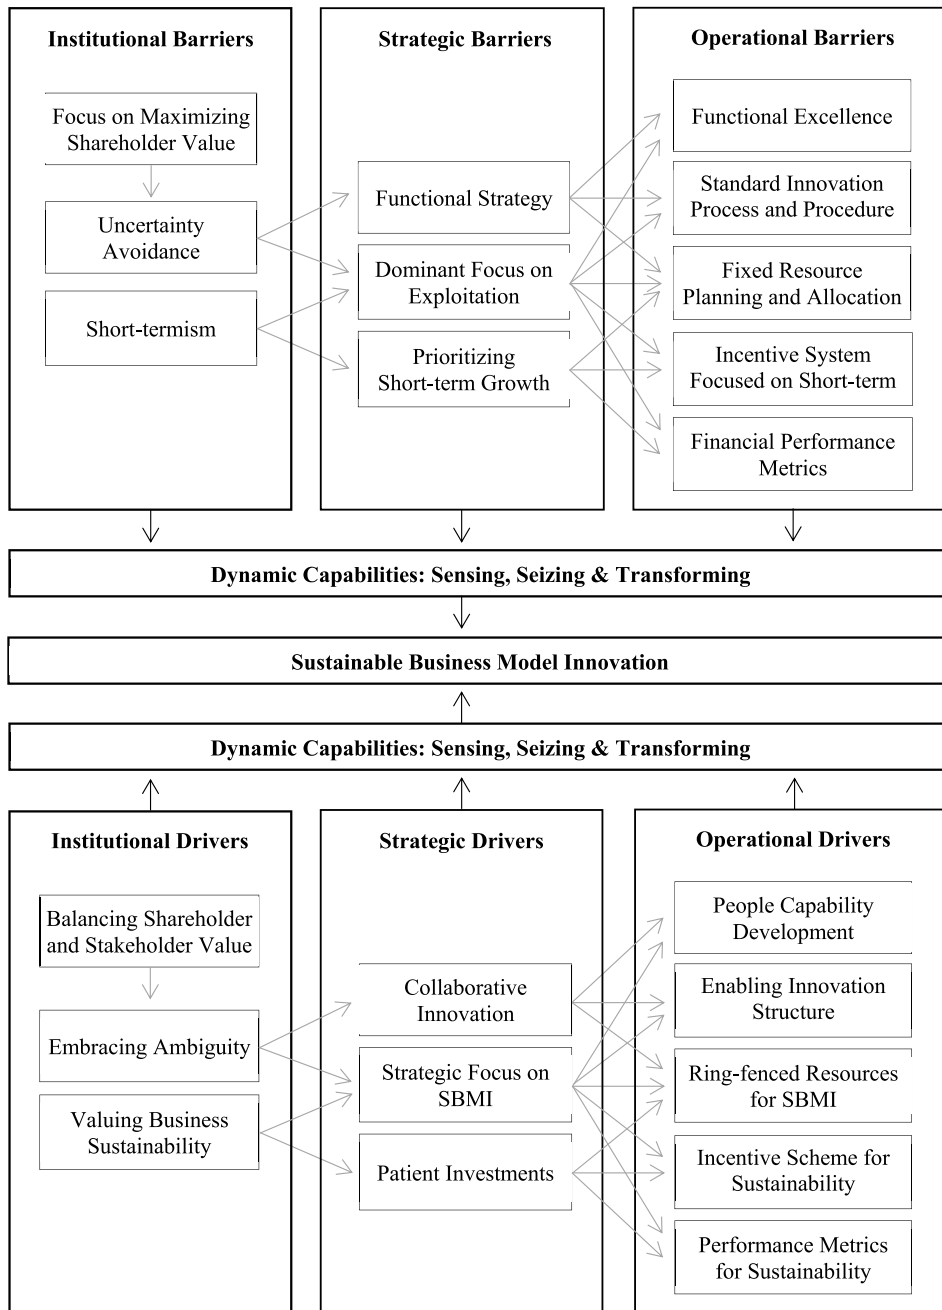 Institutional Barriers
Focus on Maximizing
Shareholder Value
Uncertainty
Avoidance
Short-termism
Strategic Barriers
Functional Strategy
Dominant Focus on
Exploitation
Prioritizing
Short-term Growth
Operational Barriers
Functional Excellence
Standard Innovation
Process and Procedure
Fixed Resource
Planning and Allocation
Incentive System
Focused on Short-term
Financial Performance
Metrics
Dynamic Capabilities: Sensing, Seizing & Transforming
Sustainable Business Model Innovation
Dynamic Capabilities: Sensing, Seizing & Transforming
Institutional Drivers
Balancing Shareholder
and Stakeholder Value
Embracing Ambiguity
Valuing Business
Sustainability
Strategic Drivers
Collaborative
Innovation
Strategic Focus on
SBMI
Patient Investments
Operational Drivers
People Capability
Development
Enabling Innovation
Structure
Ring-fenced Resources
for SBMI
Incentive Scheme for
Sustainability
Performance Metrics
for Sustainability